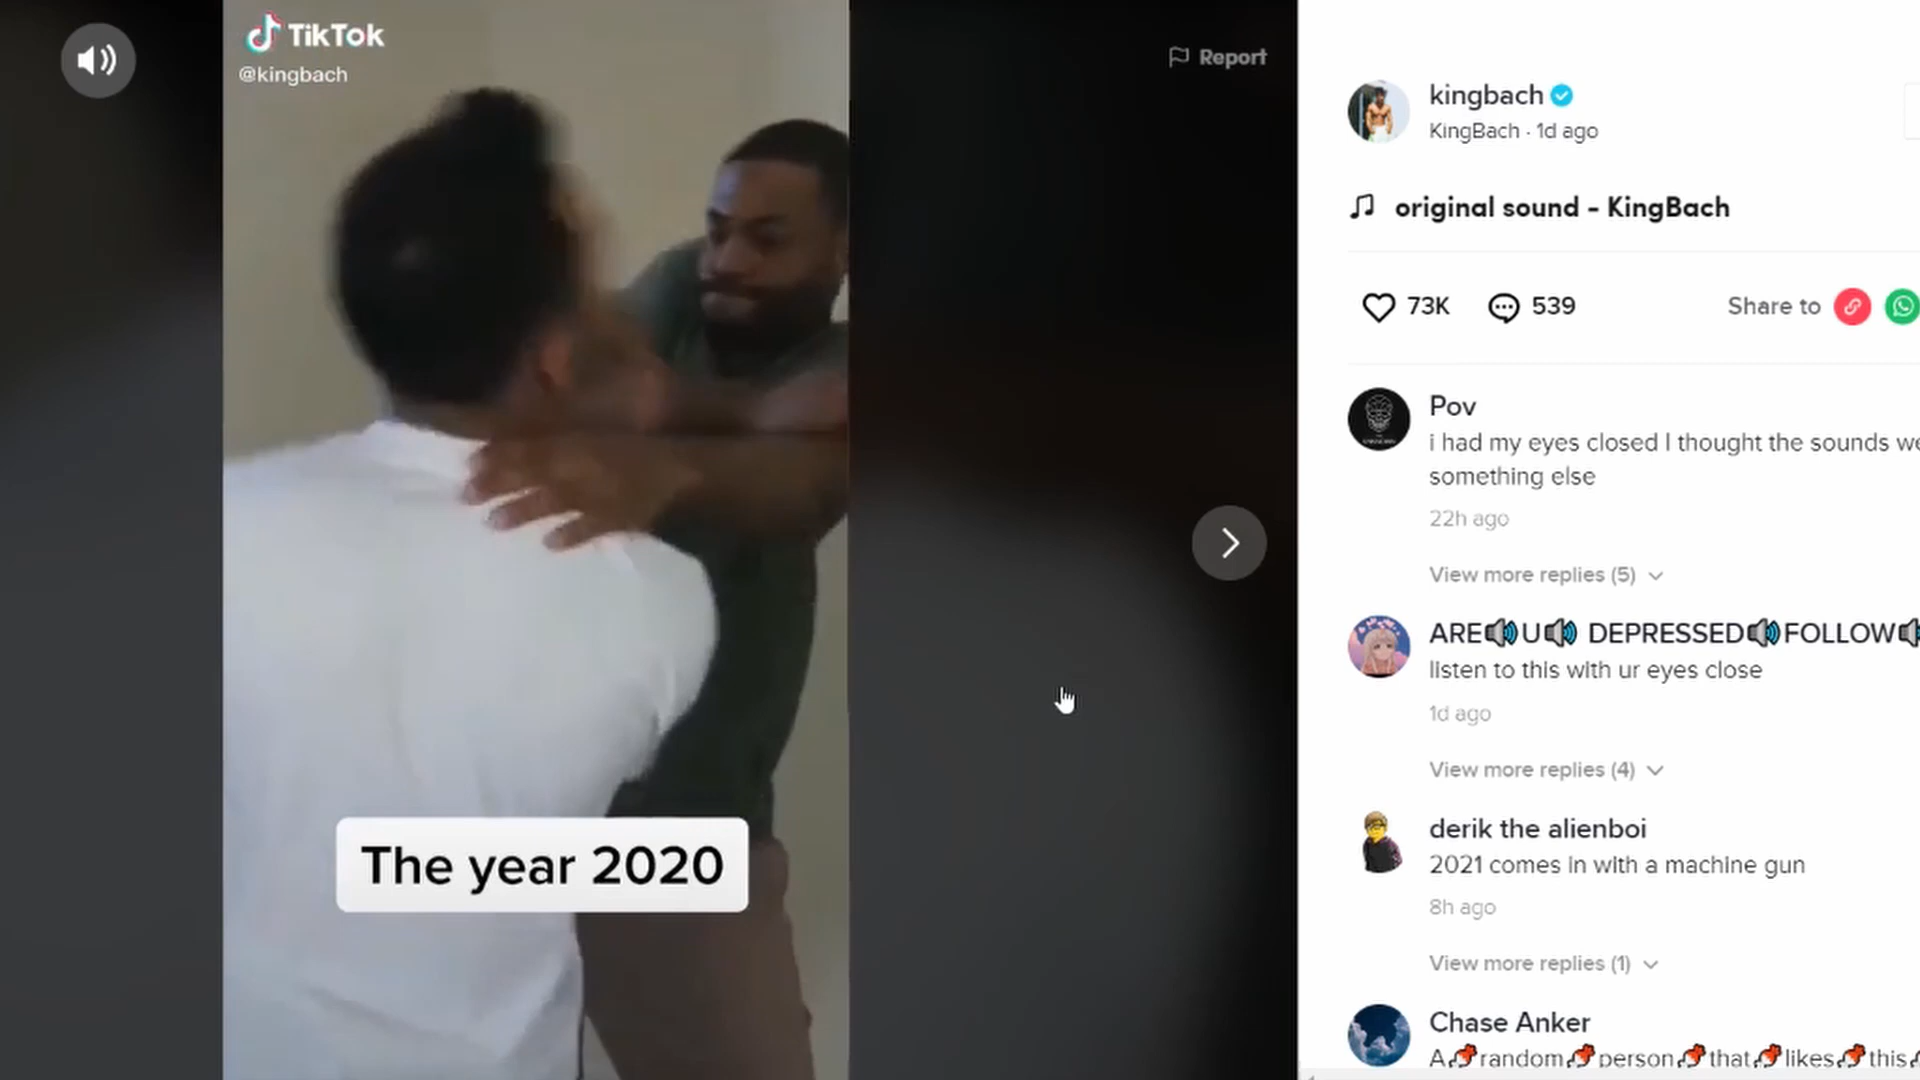 TikTok
@kingbach
Report
The year 2020
kingbach
KingBach · 1d ago
original sound - KingBach
73K
539
Share to
Pov
i had my eyes closed I thought the sounds
something else
22h ago
View more replies (5)
ARE🔊U🔊 DEPRESSED🔊FOLLOW🔊
listen to this with ur eyes close
1d ago
View more replies (4)
derik the alienboi
2021 comes in with a machine gun
8h ago
View more replies (1)
Chase Anker
A📌random📌person📌that📌likes📌this